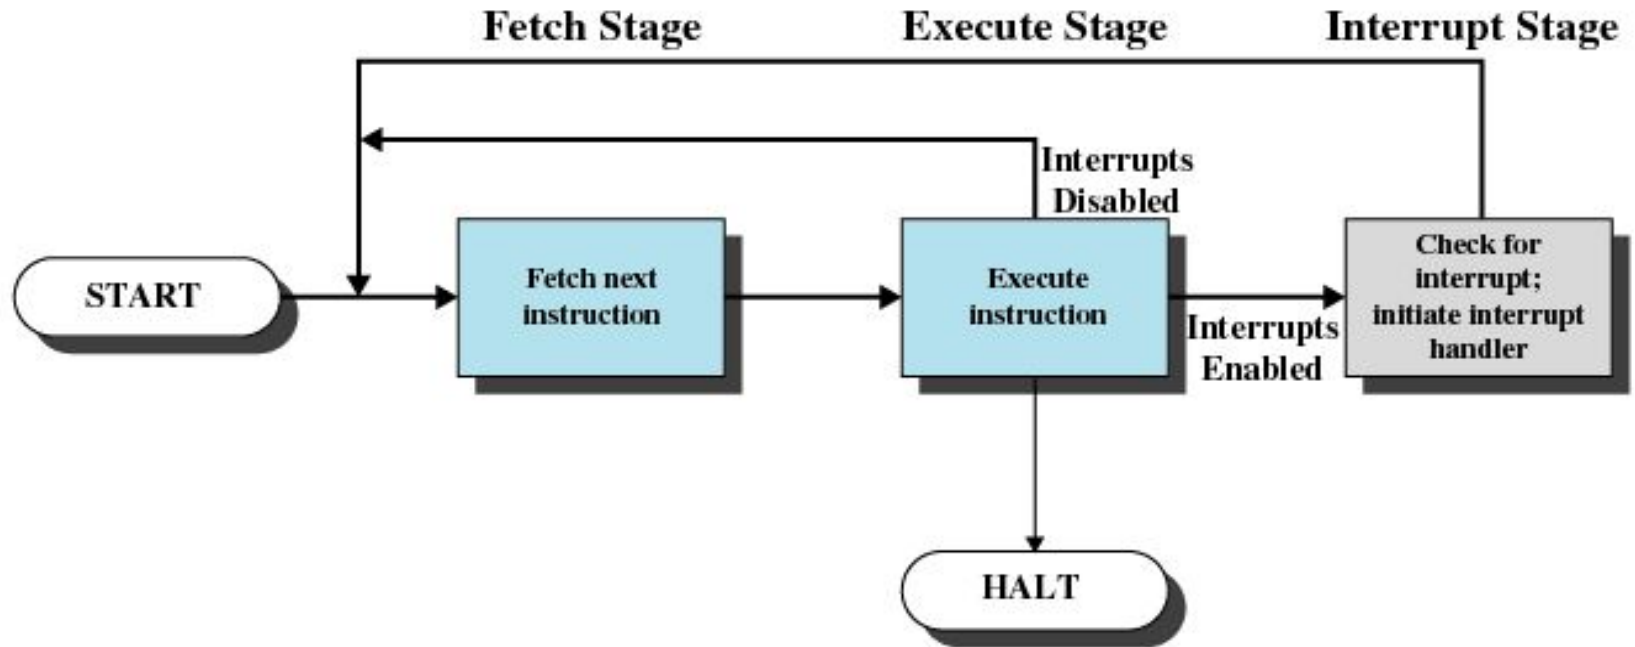 Fetch Stage
Execute Stage
Interrupt Stage
Interrupts
Disabled
START
Fetch next
instruction
Execute
instruction
Interrupts
Enabled
Check for
interrupt;
initiate interrupt
handler
HALT